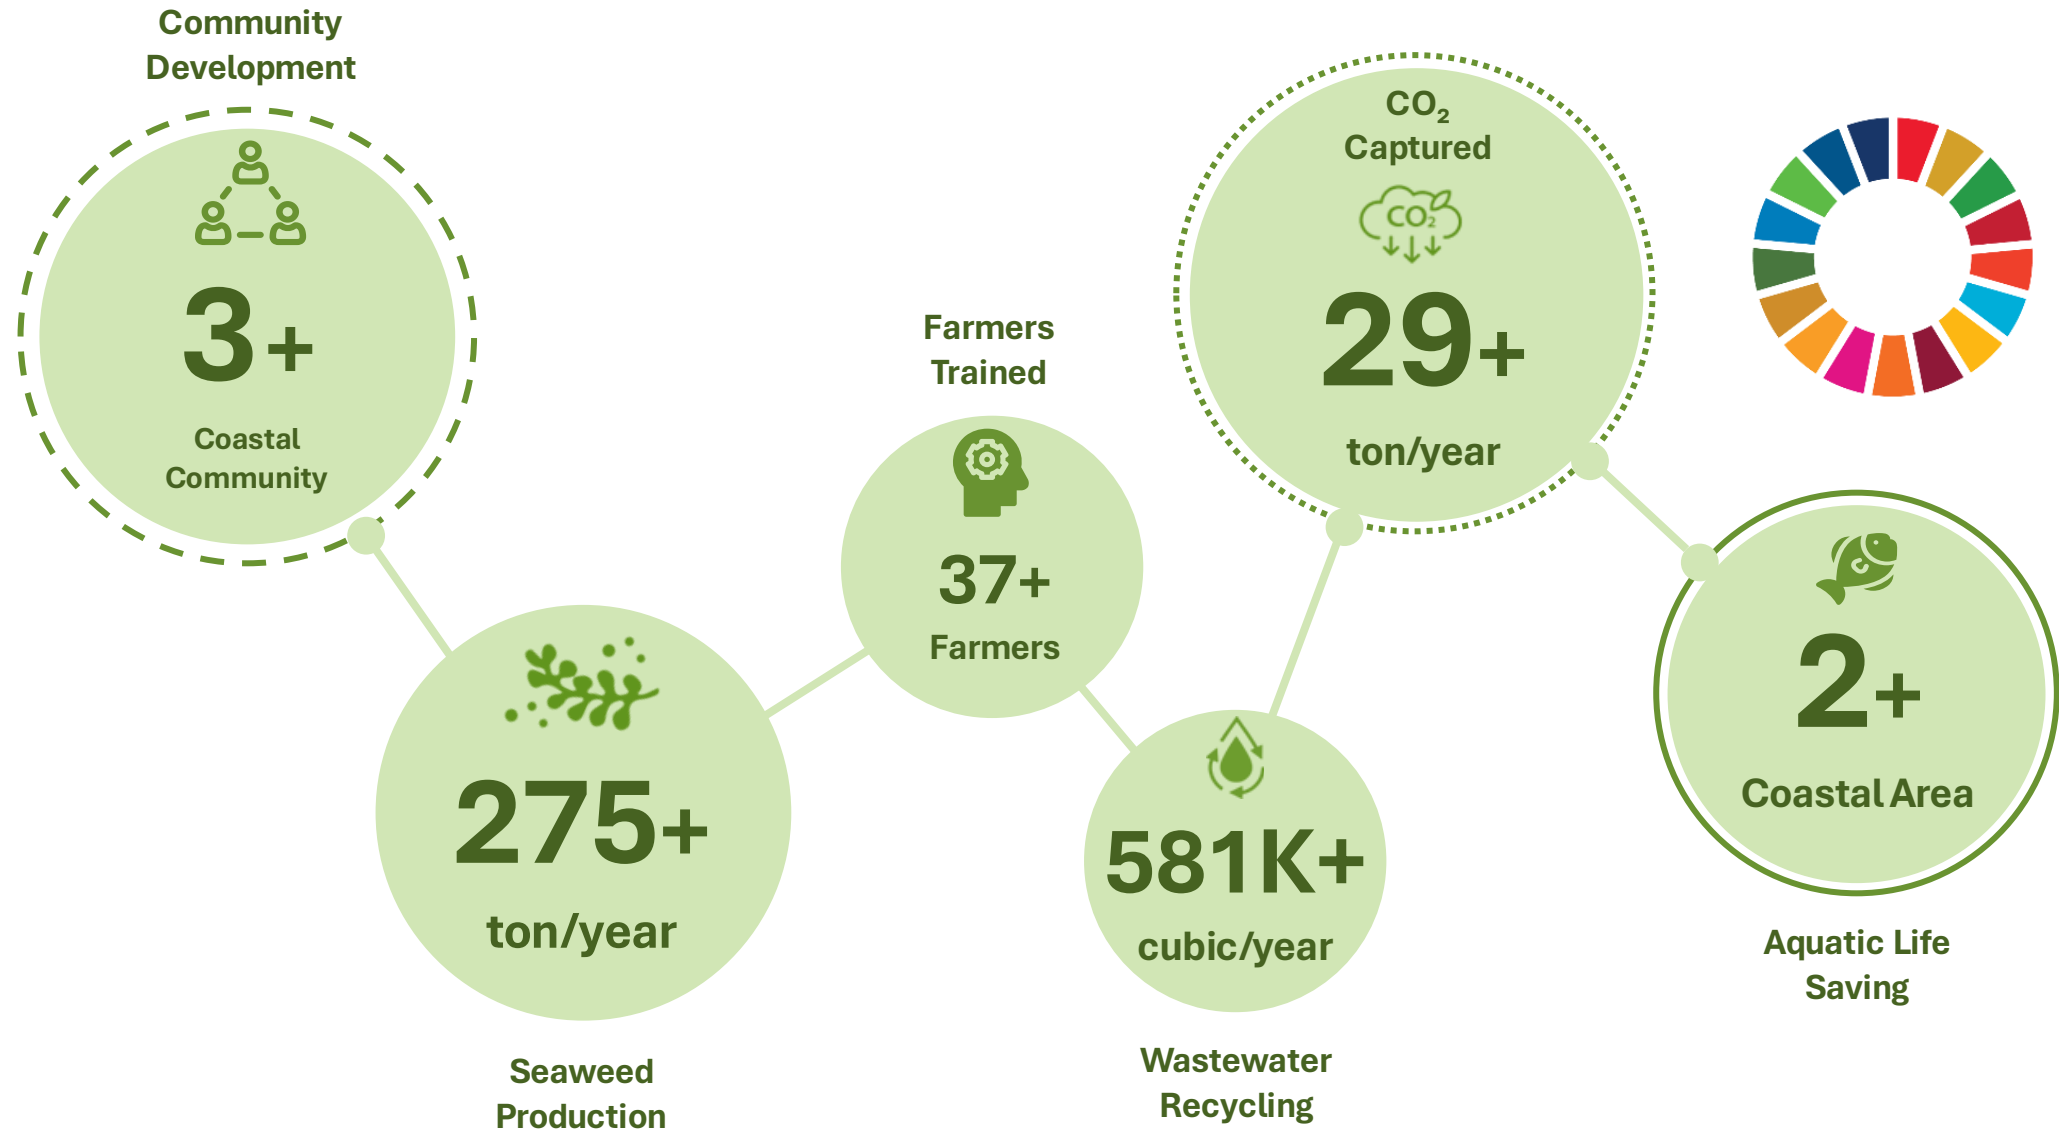 Community
Development
3+
Coastal
Community
275+
ton/year
Seaweed
Production
Farmers
Trained
37+
Farmers
581K+
cubic/year
Wastewater
Recycling
CO₂
Captured
CO₂
29+
ton/year
2+
Coastal Area
Aquatic Life
Saving